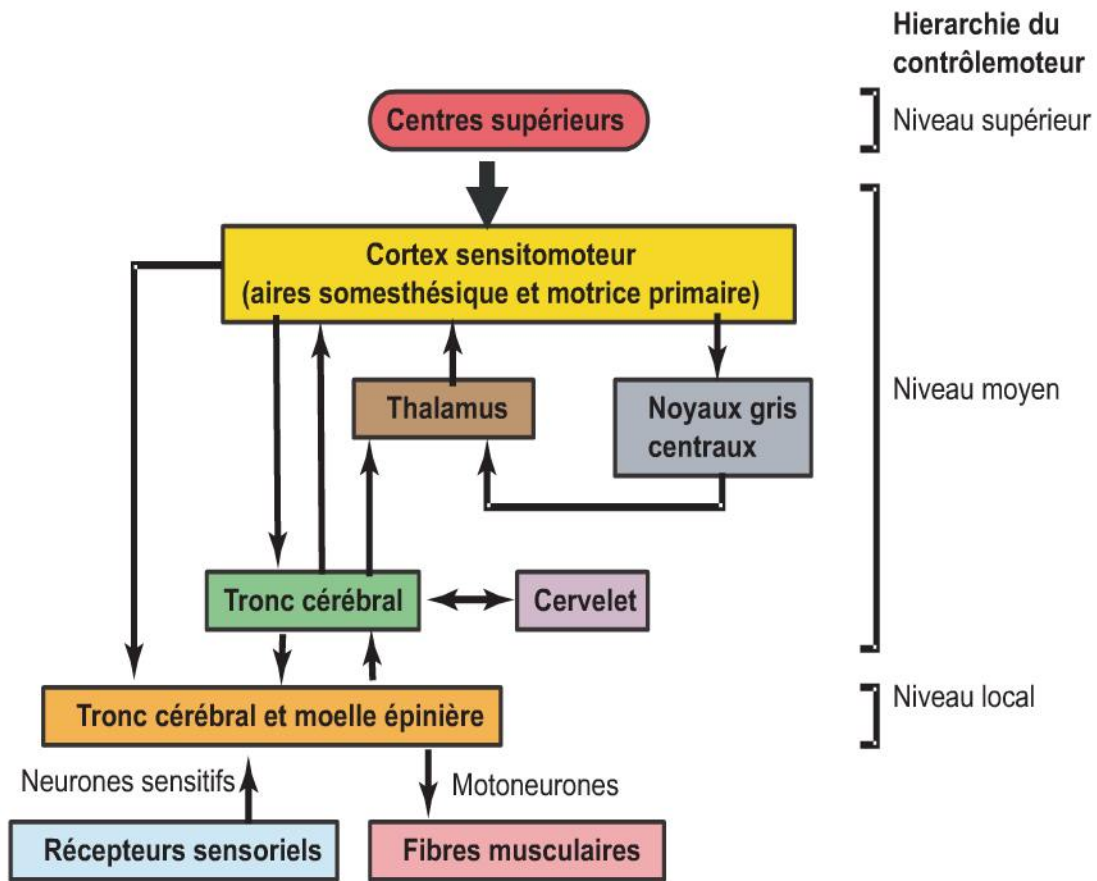 Hierarchie du
contrôlemoteur
Centres supérieurs
Niveau supérieur
Cortex sensitomoteur
(aires somesthésique et motrice primaire)
Thalamus
Noyaux gris
centraux
Niveau moyen
Tronc cérébral
Cervelet
Tronc cérébral et moelle épinière
Niveau local
Neurones sensitifs
Motoneurones
Récepteurs sensoriels
Fibres musculaires